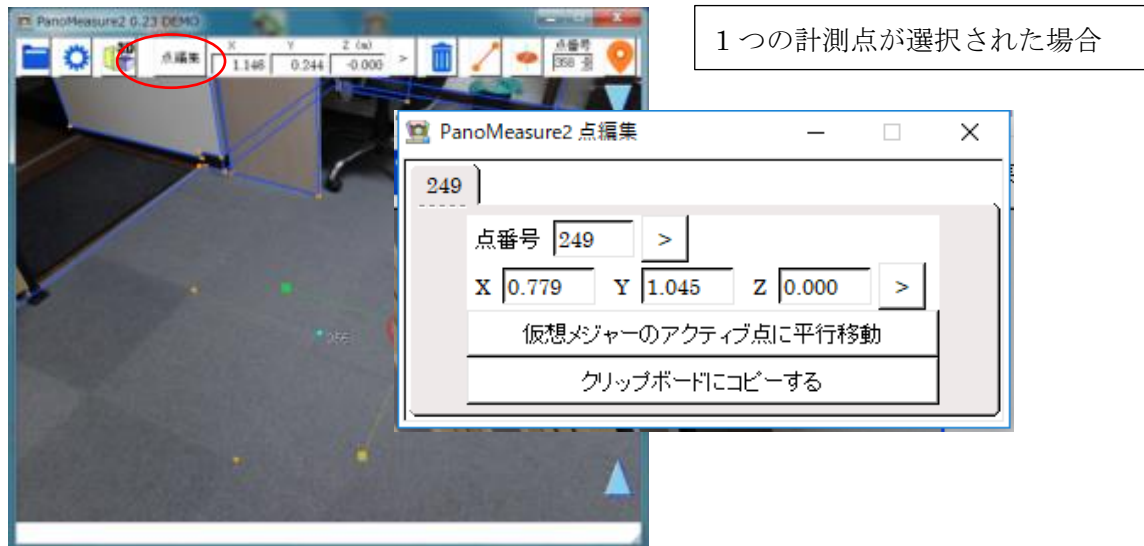 PanoMeasure2 0.23 DEMO
点編集
X Y Z (m)
1.146 0.244 -0.000 >
点番号
358
１つの計測点が選択された場合
PanoMeasure2 点編集
249
点番号 249 >
X 0.779 Y 1.045 Z 0.000 >
仮想メジャーのアクティブ点に平行移動
クリップボードにコピーする